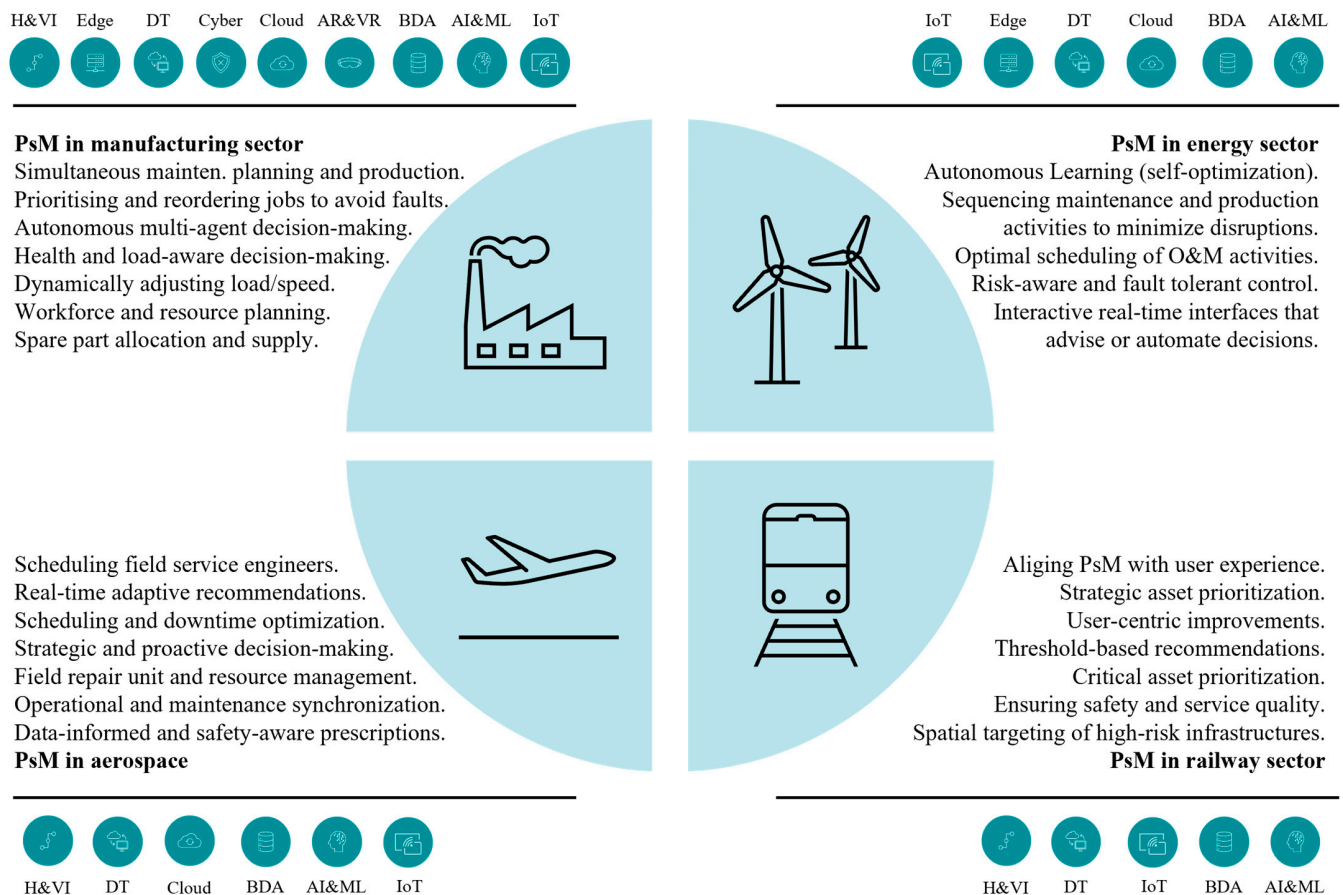 H&VI Edge DT Cyber Cloud AR&VR BDA AI&ML IoT
PsM in manufacturing sector
Simultaneous mainten. planning and production.
Prioritising and reordering jobs to avoid faults.
Autonomous multi-agent decision-making.
Health and load-aware decision-making.
Dynamically adjusting load/speed.
Workforce and resource planning.
Spare part allocation and supply.
IoT Edge DT Cloud BDA AI&ML
PsM in energy sector
Autonomous Learning (self-optimization).
Sequencing maintenance and production
activities to minimize disruptions.
Optimal scheduling of O&M activities.
Risk-aware and fault tolerant control.
Interactive real-time interfaces that
advise or automate decisions.
Scheduling field service engineers.
Real-time adaptive recommendations.
Scheduling and downtime optimization.
Strategic and proactive decision-making.
Field repair unit and resource management.
Operational and maintenance synchronization.
Data-informed and safety-aware prescriptions.
PsM in aerospace
H&VI DT Cloud BDA AI&ML IoT
Aliging PsM with user experience.
Strategic asset prioritization.
User-centric improvements.
Threshold-based recommendations.
Critical asset prioritization.
Ensuring safety and service quality.
Spatial targeting of high-risk infrastructures.
PsM in railway sector
H&VI DT IoT BDA AI&ML